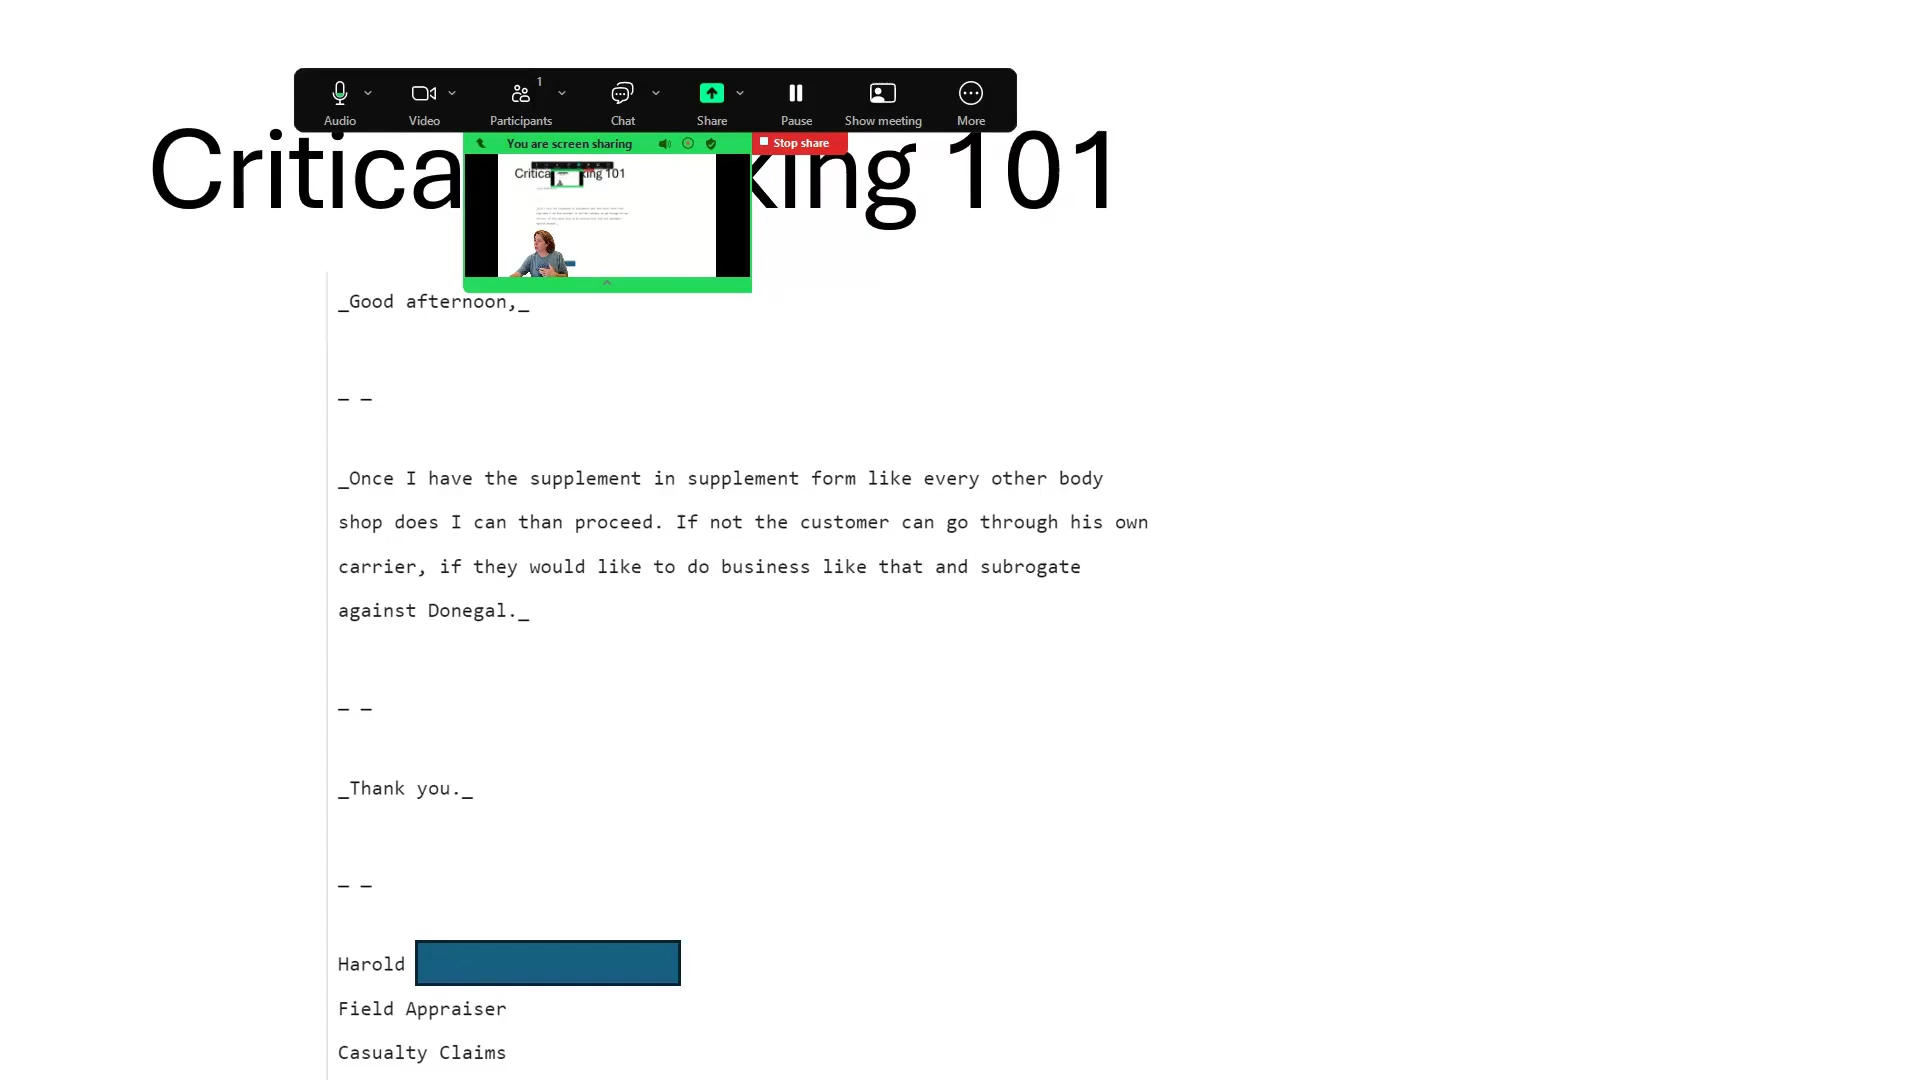 1
Audio Video Participants Chat Share Pause Show meeting More
You are screen sharing Stop share
Critica king 101
Critica king 101
_Good afternoon,_
_ _
_Once I have the supplement in supplement form like every other body
shop does I can than proceed. If not the customer can go through his own
carrier, if they would like to do business like that and subrogate
against Donegal._
_ _
_Thank you._
_ _
Harold
Field Appraiser
Casualty Claims